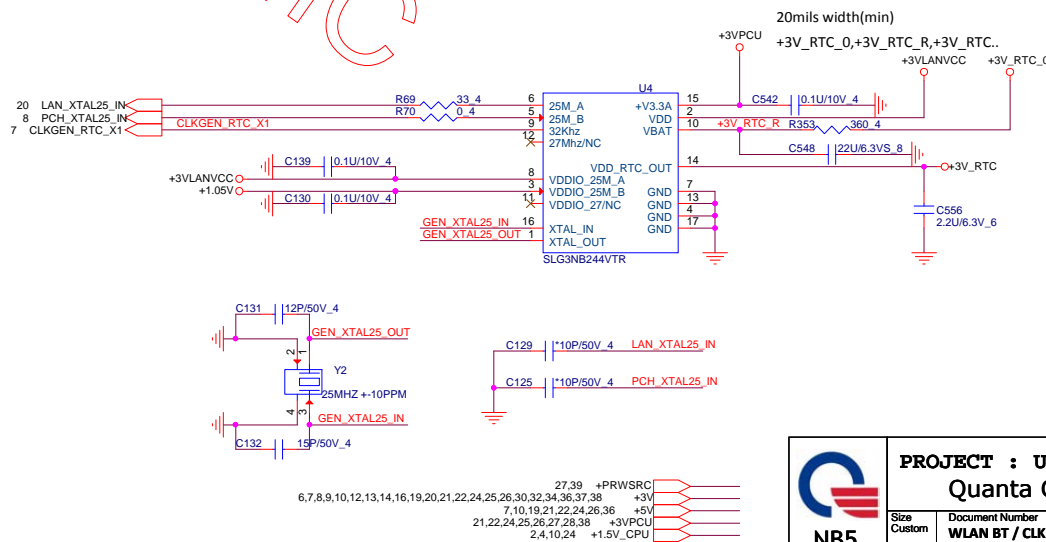 TC
20mils width(min)
+3V_RTC_0,+3V_RTC_R,+3V_RTC..
+3VPCU
+3VLANVCC
+3V_RTC_0
U4
20 LAN_XTAL25_IN
8 PCH_XTAL25_IN
7 CLKGEN_RTC_X1
CLKGEN_RTC_X1
R69 33_4
R70 0_4
6 25M_A
5 25M_B
9 32Khz
12 27Mhz/NC
+V3.3A 15
VDD 2
VBAT 10
C542 0.1U/10V_4
+3V_RTC_R
R353 360_4
C548 22U/6.3VS_8
VDD_RTC_OUT 14
+3V_RTC
C139 0.1U/10V_4
+3VLANVCC
+1.05V
C130 0.1U/10V_4
8 VDDIO_25M_A
3 VDDIO_25M_B
11 VDDIO_27/NC
GND 7
GND 13
GND 4
GND 17
C556
2.2U/6.3V_6
GEN_XTAL25_IN 16 XTAL_IN
GEN_XTAL25_OUT 1 XTAL_OUT
SLG3NB244VTR
C131 12P/50V_4
GEN_XTAL25_OUT
2 1
Y2
25MHZ +-10PPM
4 3
GEN_XTAL25_IN
C132 15P/50V_4
C129 *10P/50V_4 LAN_XTAL25_IN
C125 *10P/50V_4 PCH_XTAL25_IN
27,39 +PRWSRC
6,7,8,9,10,12,13,14,16,19,20,21,22,24,25,26,30,32,34,36,37,38 +3V
7,10,19,21,22,24,26,36 +5V
21,22,24,25,26,27,28,38 +3VPCU
2,4,10,24 +1.5V_CPU
PROJECT : U
Quanta C
NB5
Size
Custom
Document Number
WLAN BT / CLK